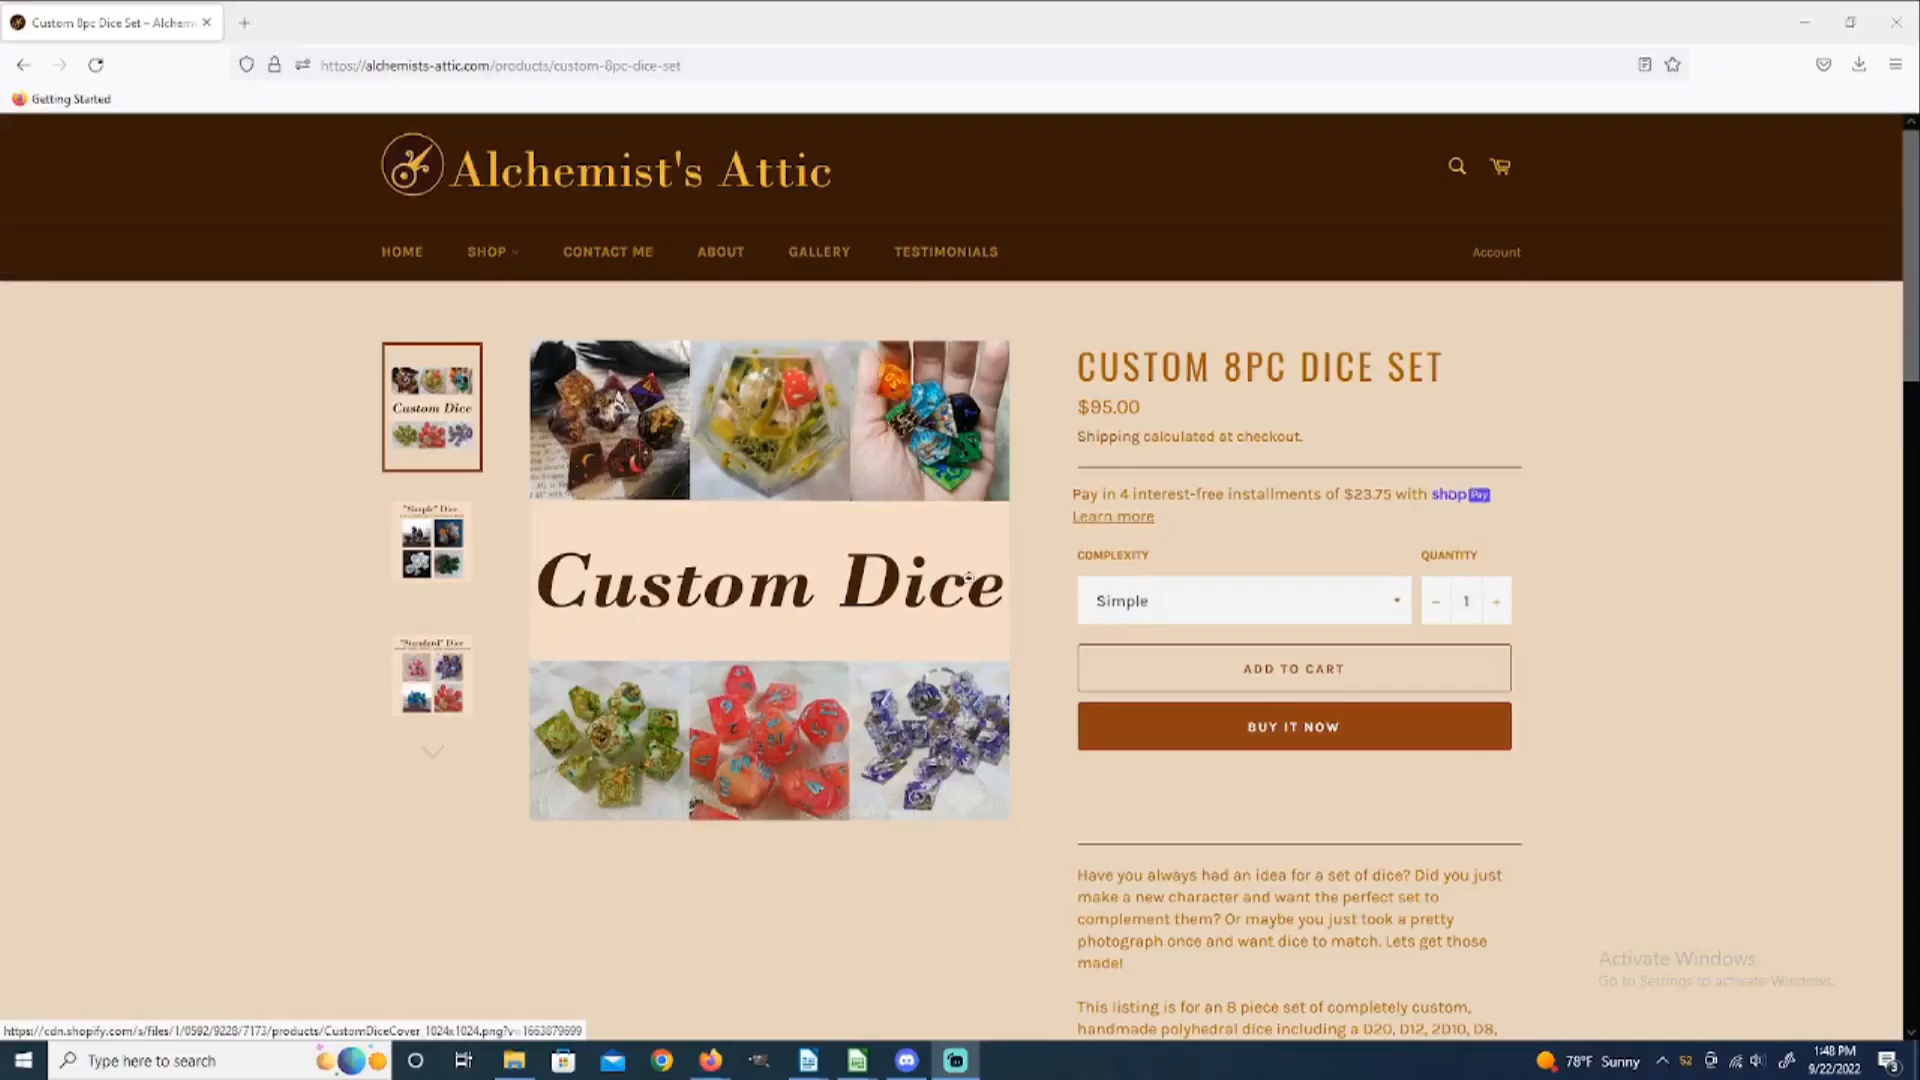 Custom 8pc Dice Set – Alchemi
https://alchemists-attic.com/products/custom-8pc-dice-set
Getting Started
Alchemist's Attic
HOME
SHOP
CONTACT ME
ABOUT
GALLERY
TESTIMONIALS
Account
Custom Dice
"Simple" Dice
"Standard" Dice
Custom Dice
CUSTOM 8PC DICE SET
$95.00
Shipping calculated at checkout.
Pay in 4 interest-free installments of $23.75 with shop Pay
Learn more
COMPLEXITY
QUANTITY
Simple
− 1 +
ADD TO CART
BUY IT NOW
Have you always had an idea for a set of dice? Did you just
make a new character and want the perfect set to
complement them? Or maybe you just took a pretty
photograph once and want dice to match. Lets get those
made!
This listing is for an 8 piece set of completely custom,
handmade polyhedral dice including a D20, D12, 2D10, D8,
Activate Windows
Go to Settings to activate Windows.
https://cdn.shopify.com/s/files/1/0592/9228/7173/products/CustomDiceCover_1024x1024.png?v=1663879699
Type here to search
78°F Sunny
52
1:48 PM
9/22/2022
3